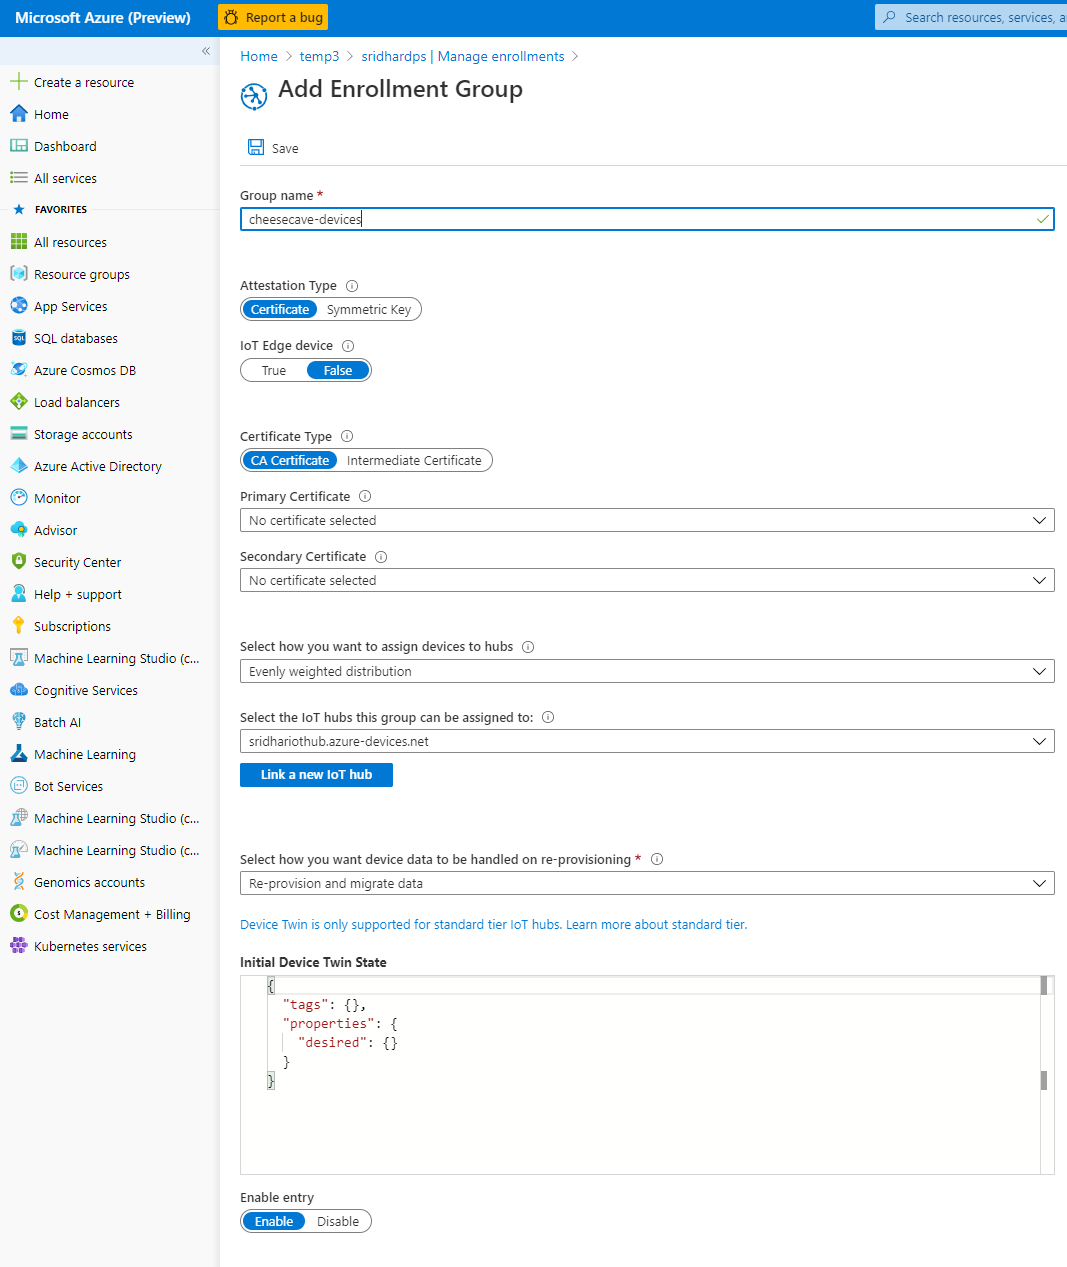 Microsoft Azure (Preview)
Report a bug
Search resources, services, a
«
Create a resource
Home
Dashboard
All services
FAVORITES
All resources
Resource groups
App Services
SQL databases
Azure Cosmos DB
Load balancers
Storage accounts
Azure Active Directory
Monitor
Advisor
Security Center
Help + support
Subscriptions
Machine Learning Studio (c...
Cognitive Services
Batch AI
Machine Learning
Bot Services
Machine Learning Studio (c...
Machine Learning Studio (c...
Genomics accounts
Cost Management + Billing
Kubernetes services
Home > temp3 > sridhardps | Manage enrollments >
Add Enrollment Group
Save
Group name *
cheesecave-devices
Attestation Type
Certificate Symmetric Key
IoT Edge device
True False
Certificate Type
CA Certificate Intermediate Certificate
Primary Certificate
No certificate selected
Secondary Certificate
No certificate selected
Select how you want to assign devices to hubs
Evenly weighted distribution
Select the IoT hubs this group can be assigned to:
sridhariothub.azure-devices.net
Link a new IoT hub
Select how you want device data to be handled on re-provisioning *
Re-provision and migrate data
Device Twin is only supported for standard tier IoT hubs. Learn more about standard tier.
Initial Device Twin State
{
"tags": {},
"properties": {
"desired": {}
}
}
Enable entry
Enable Disable